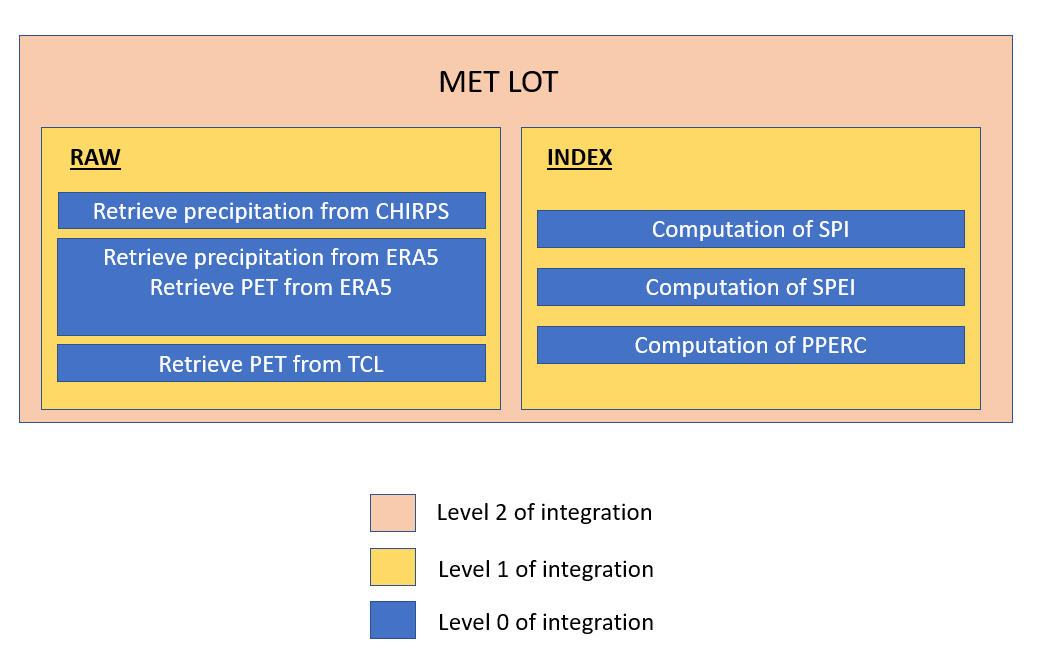 MET LOT
RAW
Retrieve precipitation from CHIRPS
Retrieve precipitation from ERA5
Retrieve PET from ERA5
Retrieve PET from TCL
INDEX
Computation of SPI
Computation of SPEI
Computation of PPERC
Level 2 of integration
Level 1 of integration
Level 0 of integration